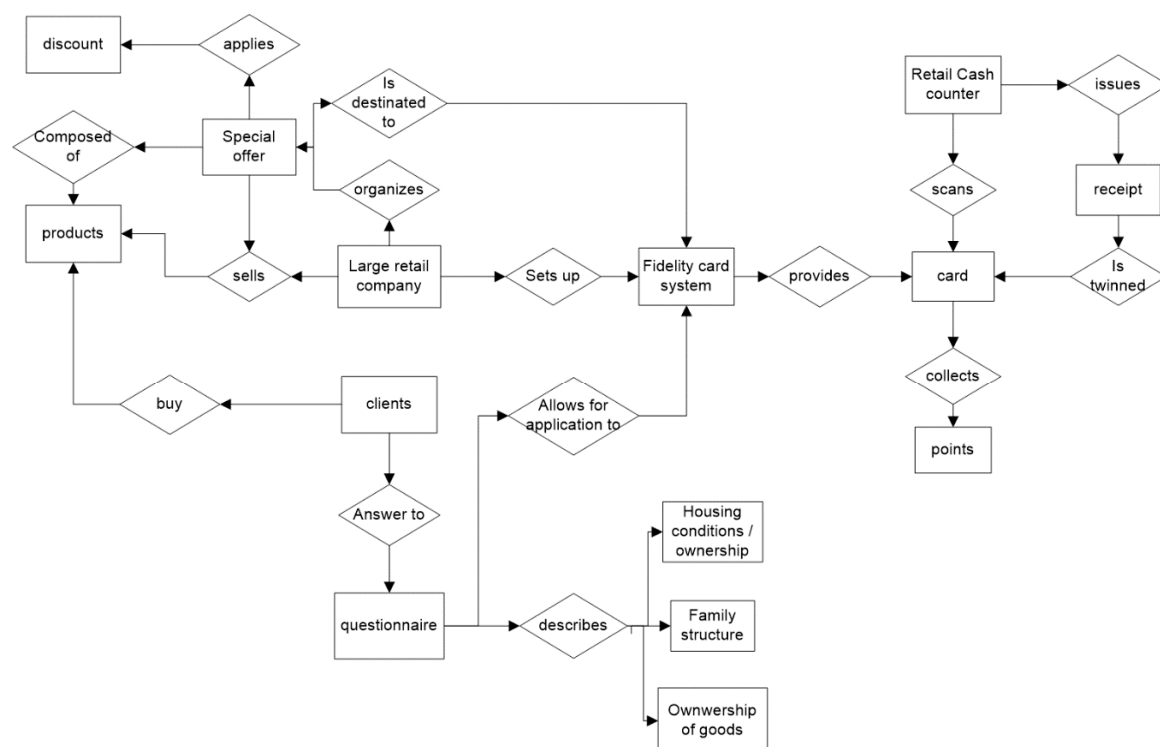 discount
applies
Is
destinated
to
Retail Cash
counter
issues
Composed
of
Special
offer
organizes
scans
receipt
products
sells
Large retail
company
Sets up
Fidelity card
system
provides
card
Is
twinned
buy
clients
Allows for
application to
collects
points
Answer to
Housing
conditions /
ownership
questionnaire
describes
Family
structure
Ownwership
of goods